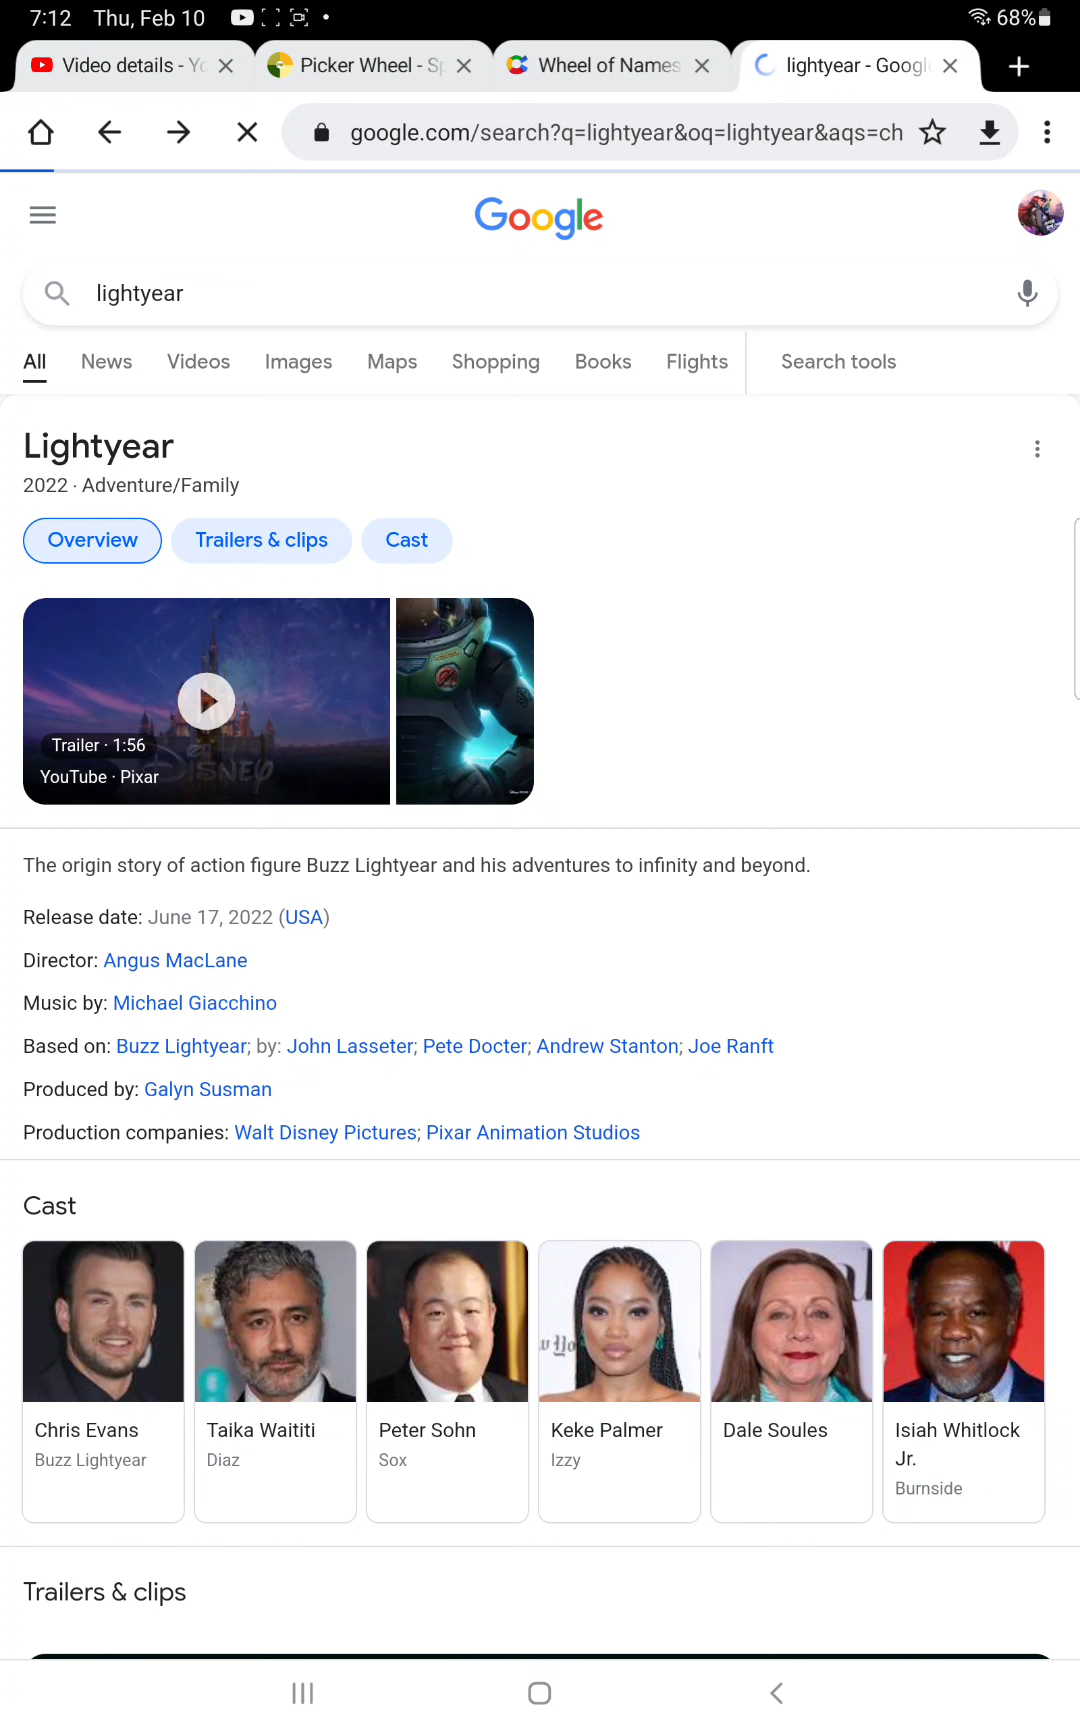 7:12 Thu, Feb 10 68%
Video details - Yo Picker Wheel - Sp Wheel of Names lightyear - Googl
google.com/search?q=lightyear&oq=lightyear&aqs=ch
Google
lightyear
All News Videos Images Maps Shopping Books Flights Search tools
Lightyear
2022 · Adventure/Family
Overview Trailers & clips Cast
Trailer · 1:56
DISNEY
YouTube · Pixar
The origin story of action figure Buzz Lightyear and his adventures to infinity and beyond.
Release date: June 17, 2022 (USA)
Director: Angus MacLane
Music by: Michael Giacchino
Based on: Buzz Lightyear; by: John Lasseter; Pete Docter; Andrew Stanton; Joe Ranft
Produced by: Galyn Susman
Production companies: Walt Disney Pictures; Pixar Animation Studios
Cast
Chris Evans Taika Waititi Peter Sohn Keke Palmer Dale Soules Isiah Whitlock
Jr.
Buzz Lightyear Diaz Sox Izzy
Burnside
Trailers & clips